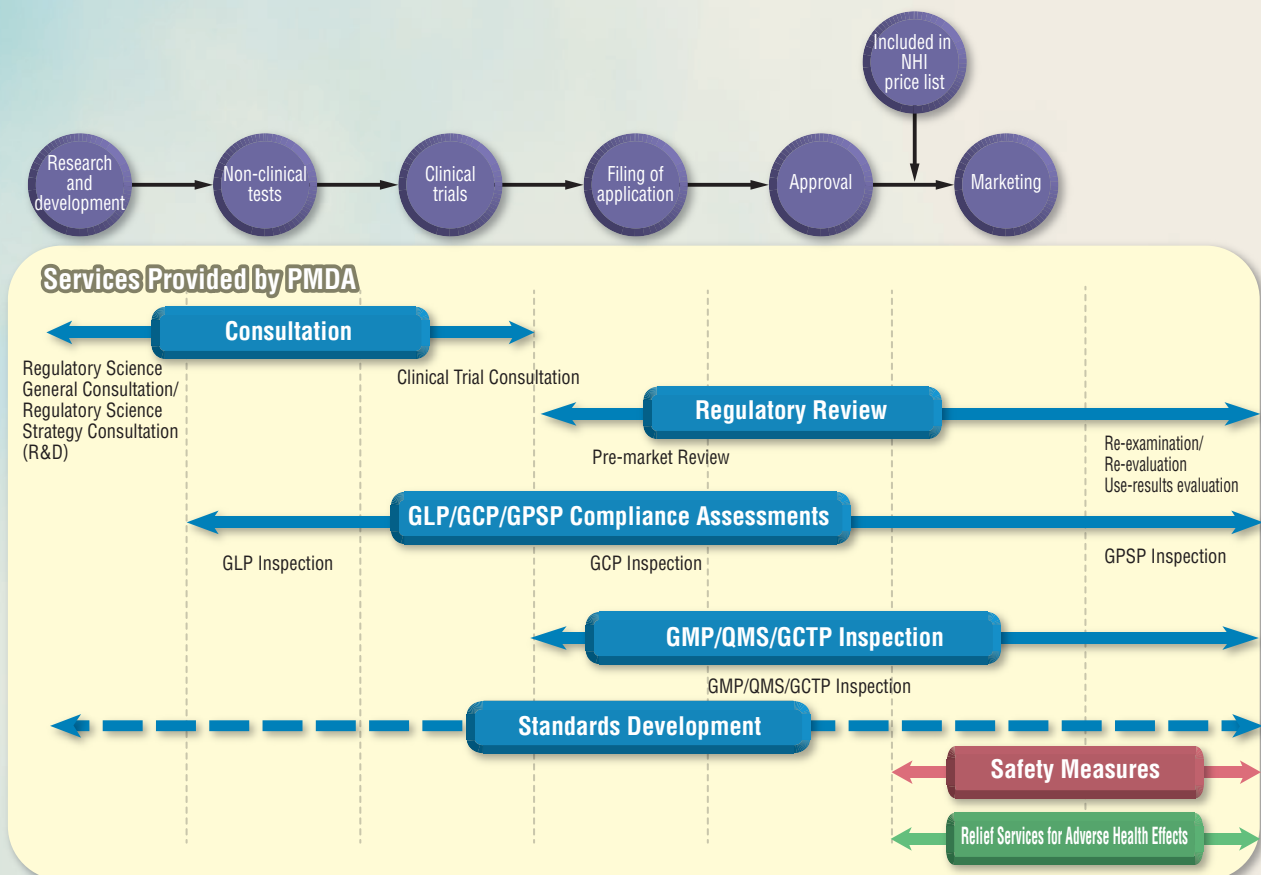 Included in
NHI
price list
Research
and
development
Non-clinical
tests
Clinical
trials
Filing of
application
Approval
Marketing
Services Provided by PMDA
Consultation
Regulatory Science
General Consultation/
Regulatory Science
Strategy Consultation
(R&D)
Clinical Trial Consultation
Regulatory Review
Pre-market Review
Re-examination/
Re-evaluation
Use-results evaluation
GLP/GCP/GPSP Compliance Assessments
GLP Inspection
GCP Inspection
GPSP Inspection
GMP/QMS/GCTP Inspection
GMP/QMS/GCTP Inspection
Standards Development
Safety Measures
Relief Services for Adverse Health Effects